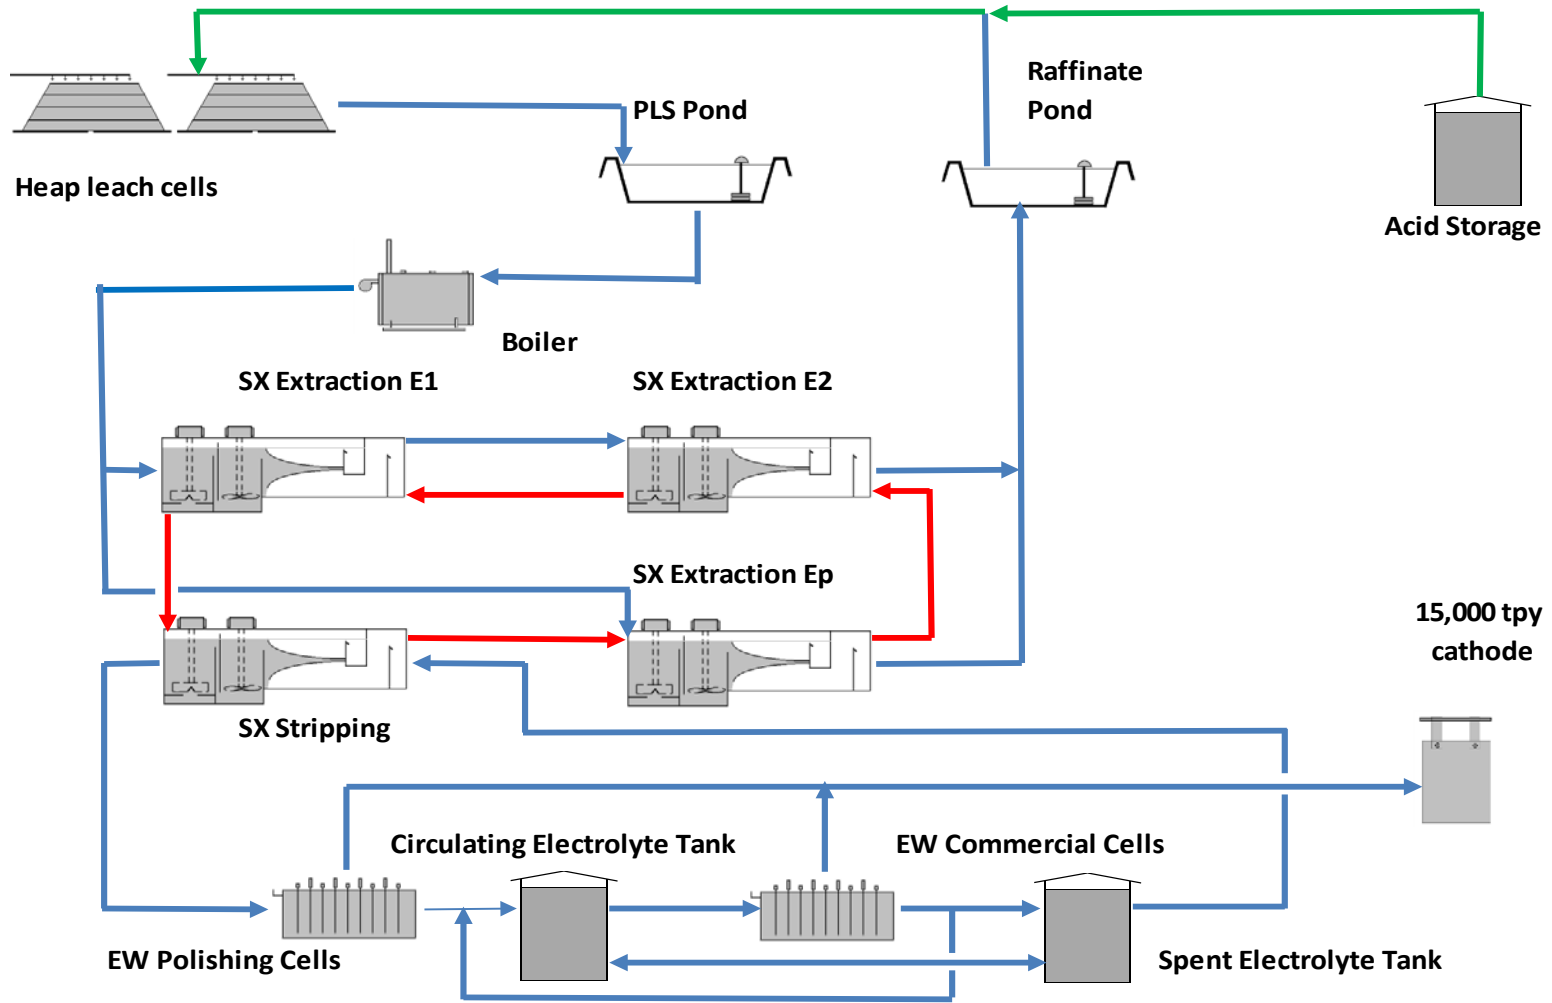 Raffinate
Pond
PLS Pond
Heap leach cells
Acid Storage
Boiler
SX Extraction E1
SX Extraction E2
SX Extraction Ep
15,000 tpy
cathode
SX Stripping
Circulating Electrolyte Tank
EW Commercial Cells
EW Polishing Cells
Spent Electrolyte Tank